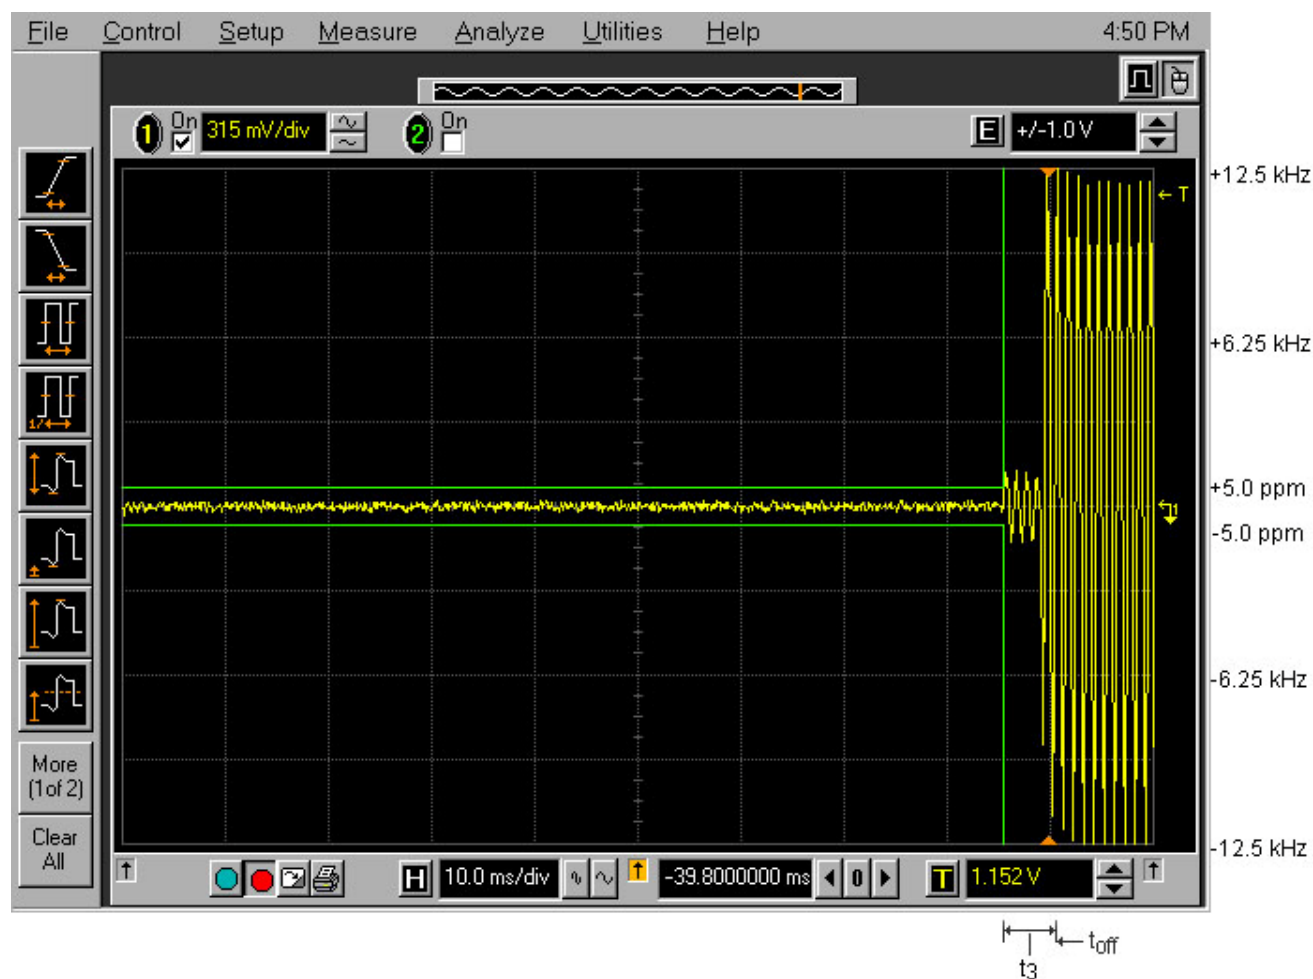 File Control Setup Measure Analyze Utilities Help 4:50 PM
1 On 315 mV/div 2 On E +/-1.0 V
+12.5 kHz
T
+6.25 kHz
1/
+5.0 ppm
1
-5.0 ppm
-6.25 kHz
More
(1of 2)
Clear
All
-12.5 kHz
H 10.0 ms/div -39.8000000 ms 0 T 1.152 V
toff
t3